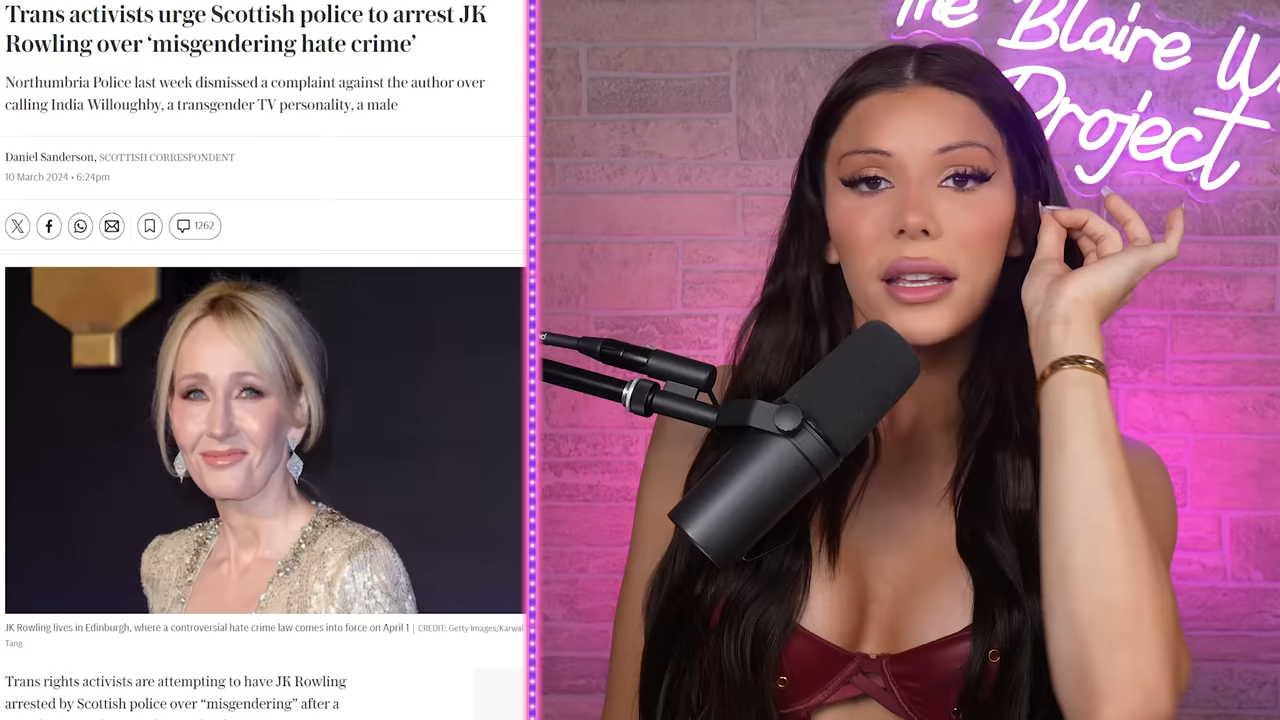 Trans activists urge Scottish police to arrest JK
Rowling over ‘misgendering hate crime’
Northumbria Police last week dismissed a complaint against the author over
calling India Willoughby, a transgender TV personality, a male
Daniel Sanderson, SCOTTISH CORRESPONDENT
10 March 2024 • 6:24pm
1262
JK Rowling lives in Edinburgh, where a controversial hate crime law comes into force on April 1 | CREDIT: Getty Images/Karwai
Tang
Trans rights activists are attempting to have JK Rowling
arrested by Scottish police over “misgendering” after a
The Blaire W
Project